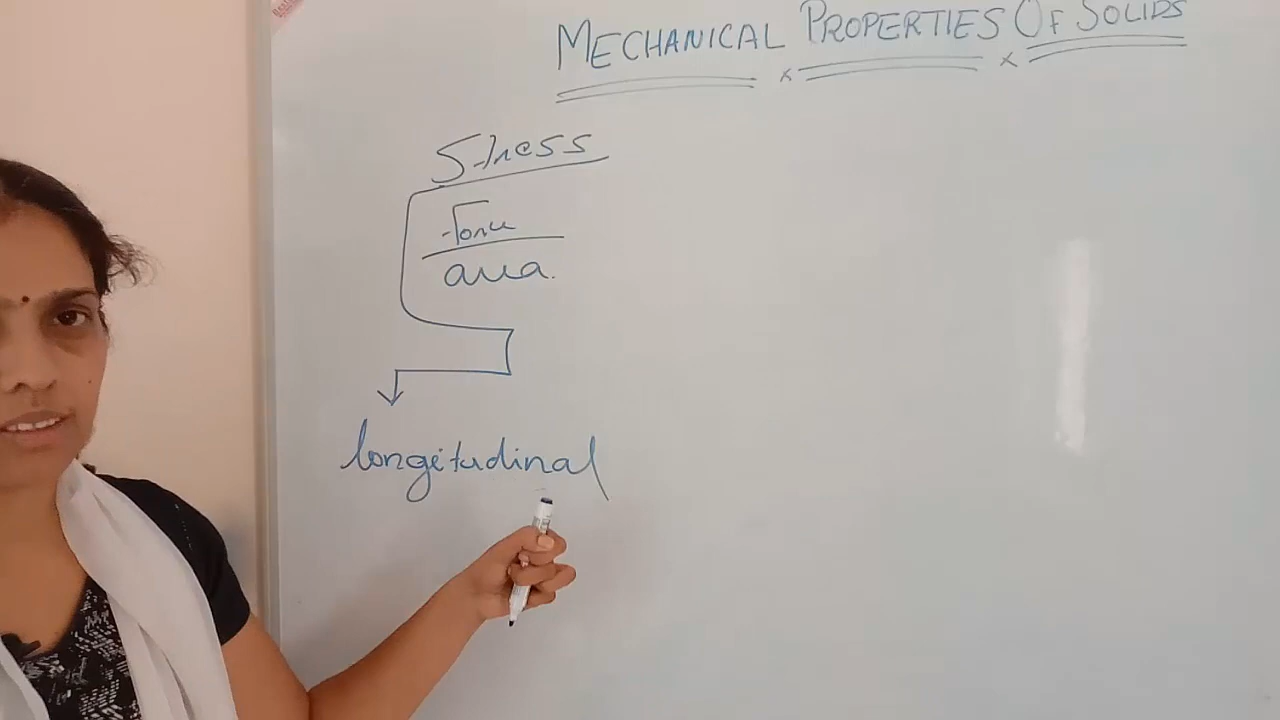 MECHANICAL PROPERTIES OF SOLIDS
Stress
Force
area.
longitudinal